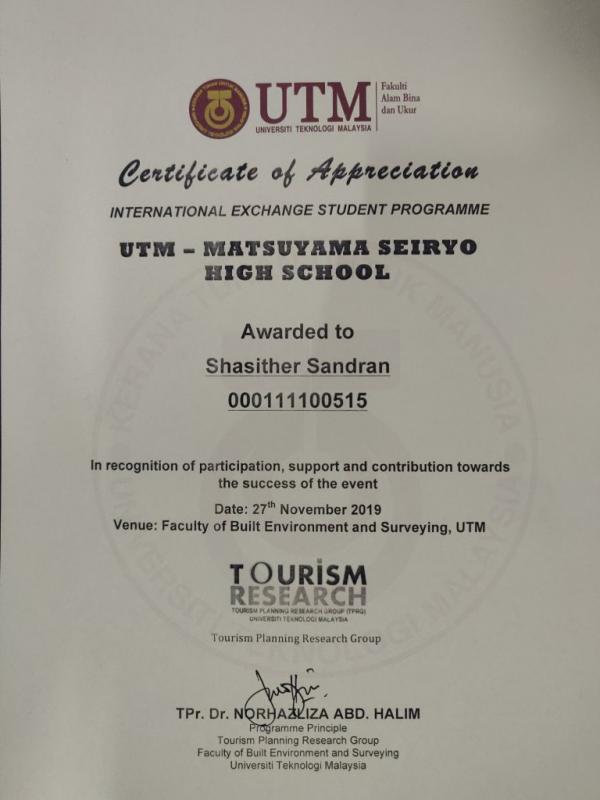 UTM
UNIVERSITI TEKNOLOGI MALAYSIA
Fakulti
Alam Bina
dan Ukur
Certificate of Appreciation
INTERNATIONAL EXCHANGE STUDENT PROGRAMME
UTM – MATSUYAMA SEIRYO
HIGH SCHOOL
Awarded to
Shasither Sandran
000111100515
In recognition of participation, support and contribution towards
the success of the event
Date: 27th November 2019
Venue: Faculty of Built Environment and Surveying, UTM
TOURiSM
RESEARCH
TOURISM PLANNING RESEARCH GROUP (TPRG)
UNIVERSITI TEKNOLOGI MALAYSIA
Tourism Planning Research Group
TPr. Dr. NORHAZLIZA ABD. HALIM
Programme Principle
Tourism Planning Research Group
Faculty of Built Environment and Surveying
Universiti Teknologi Malaysia